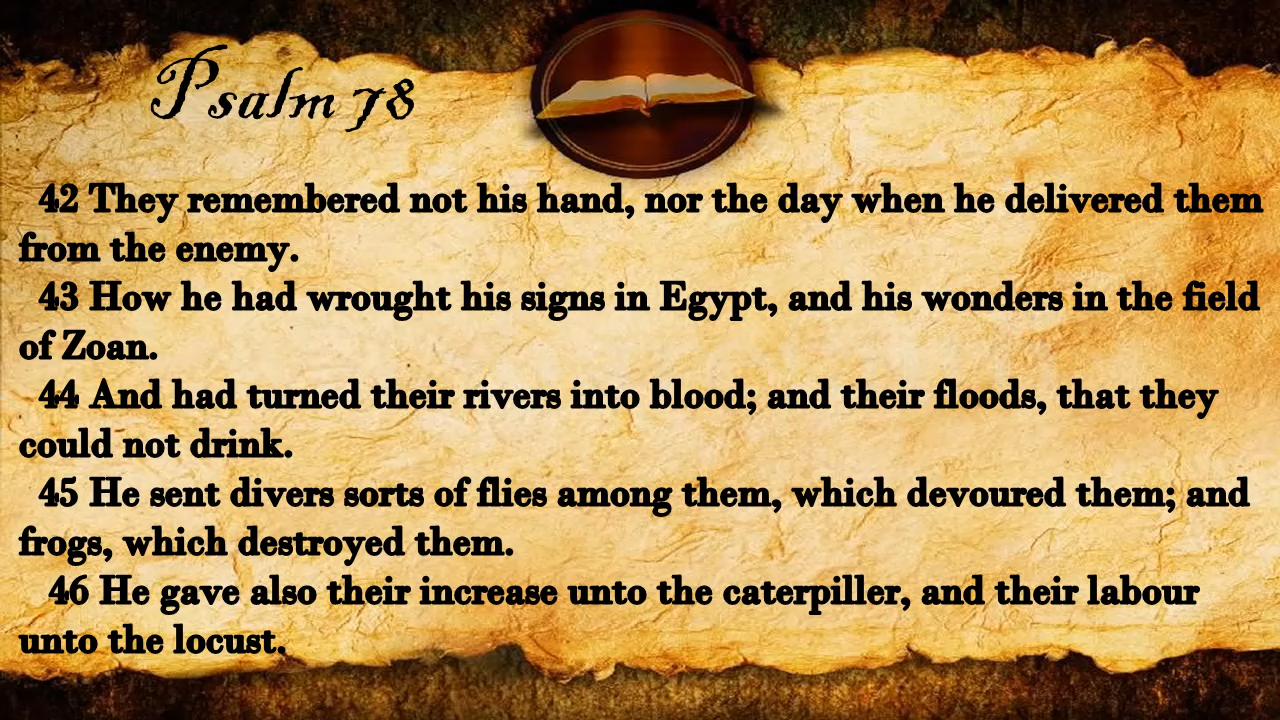 Psalm 78
42 They remembered not his hand, nor the day when he delivered them
from the enemy.
43 How he had wrought his signs in Egypt, and his wonders in the field
of Zoan.
44 And had turned their rivers into blood; and their floods, that they
could not drink.
45 He sent divers sorts of flies among them, which devoured them; and
frogs, which destroyed them.
46 He gave also their increase unto the caterpiller, and their labour
unto the locust.